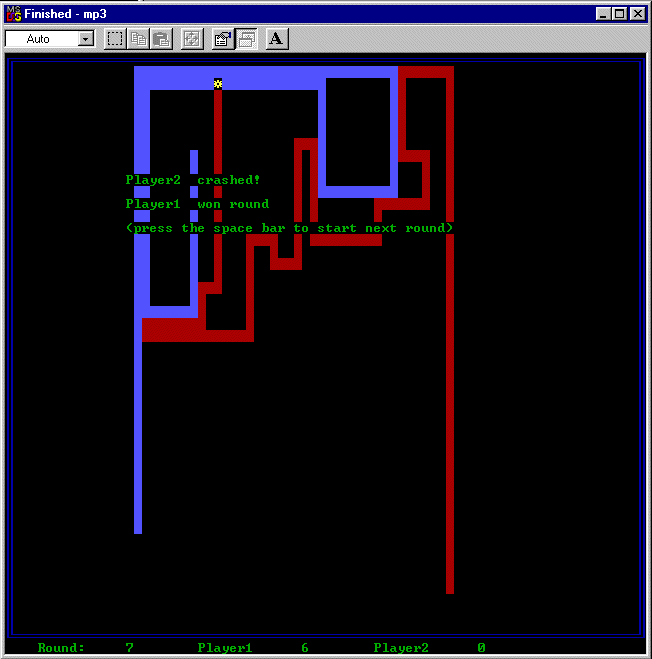 Finished - mp3
Auto
A
Player2 crashed!
Player1 won round
(press the space bar to start next round)
Round: 7 Player1 6 Player2 0